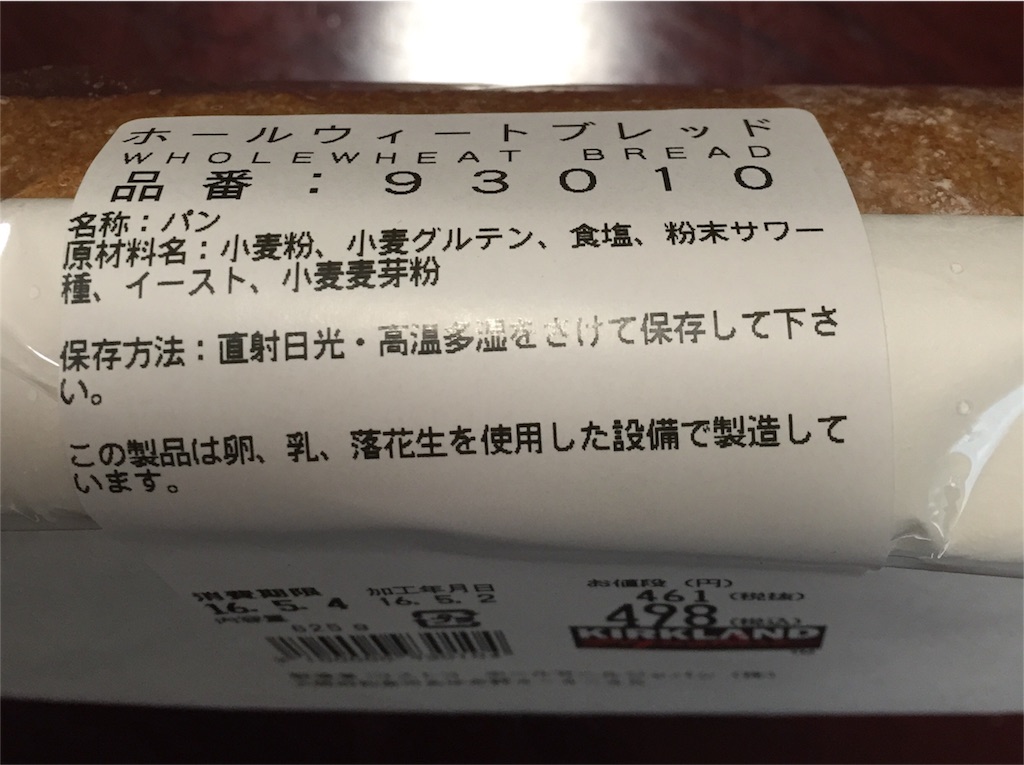 ホールウィートブレッド
WHOLEWHEAT BREAD
品番:93010
名称:パン
原材料名:小麦粉、小麦グルテン、食塩、粉末サワー
種、イースト、小麦麦芽粉
保存方法:直射日光・高温多湿をさけて保存して下さ
い。
この製品は卵、乳、落花生を使用した設備で製造して
います。
消費期限 加工年月日 お値段(円)
16.5.4 16.5.2 461(税抜)
内容量 498(税込)
625g
KIRKLAND